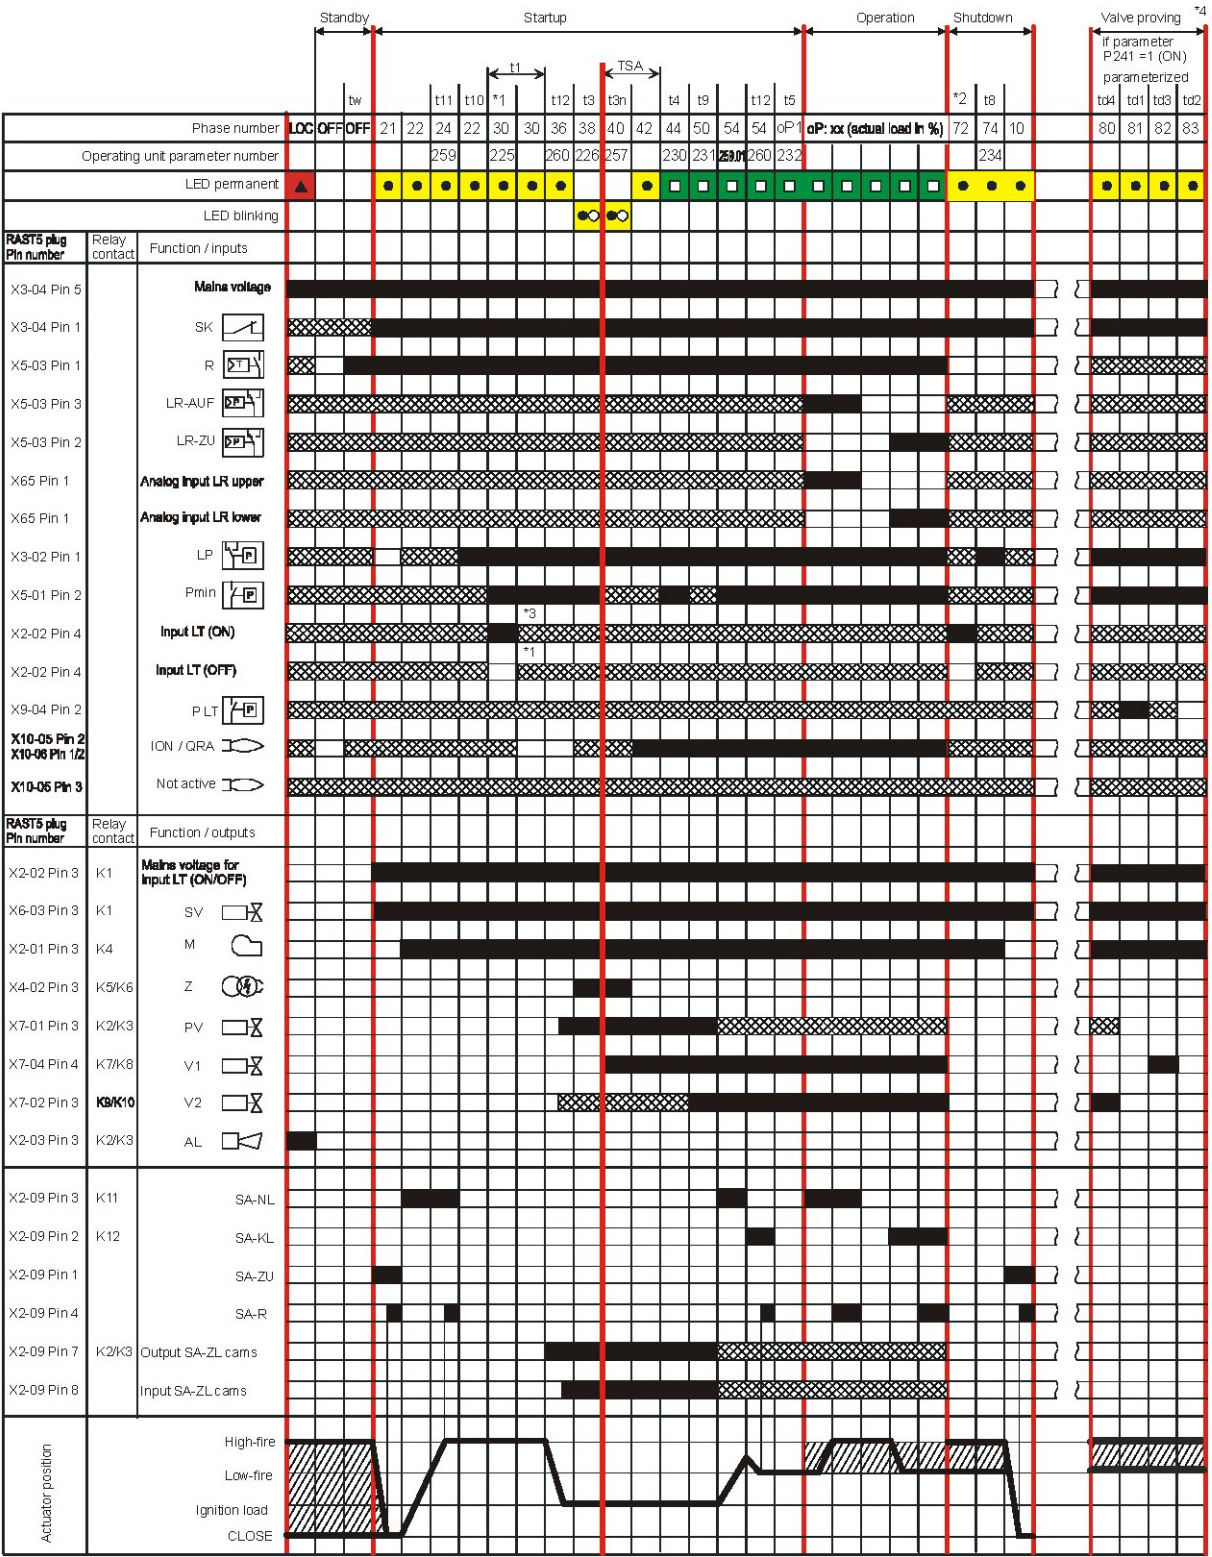 Standby Startup Operation Shutdown Valve proving *4
if parameter
P241 =1 (ON)
parameterized
t1 TSA
tw t11 t10 *1 t12 t3 t3n t4 t9 t12 t5 *2 t8 td4 td1 td3 td2
Phase number LOC OFF OFF 21 22 24 22 30 30 36 38 40 42 44 50 54 54 oP1 oP: xx (actual load in %) 72 74 10 80 81 82 83
Operating unit parameter number 259 225 260 226 257 230 231 259.01 260 232 234
LED permanent
LED blinking
RAST5 plug Pin number Relay contact Function / inputs
X3-04 Pin 5 Mains voltage
X3-04 Pin 1 SK
X5-03 Pin 1 R
X5-03 Pin 3 LR-AUF P
X5-03 Pin 2 LR-ZU P
X65 Pin 1 Analog input LR upper
X65 Pin 1 Analog input LR lower
X3-02 Pin 1 LP P
X5-01 Pin 2 Pmin P
*3
X2-02 Pin 4 Input LT (ON)
*1
X2-02 Pin 4 Input LT (OFF)
X9-04 Pin 2 P LT P
X10-05 Pin 2
X10-06 Pin 1/2 ION / QRA
X10-05 Pin 3 Not active
RAST5 plug Pin number Relay contact Function / outputs
X2-02 Pin 3 K1 Mains voltage for Input LT (ON/OFF)
X6-03 Pin 3 K1 SV
X2-01 Pin 3 K4 M
X4-02 Pin 3 K5/K6 Z
X7-01 Pin 3 K2/K3 PV
X7-04 Pin 4 K7/K8 V1
X7-02 Pin 3 K9/K10 V2
X2-03 Pin 3 K2/K3 AL
X2-09 Pin 3 K11 SA-NL
X2-09 Pin 2 K12 SA-KL
X2-09 Pin 1 SA-ZU
X2-09 Pin 4 SA-R
X2-09 Pin 7 K2/K3 Output SA-ZL cams
X2-09 Pin 8 Input SA-ZL cams
Actuator position
High-fire
Low-fire
Ignition load
CLOSE